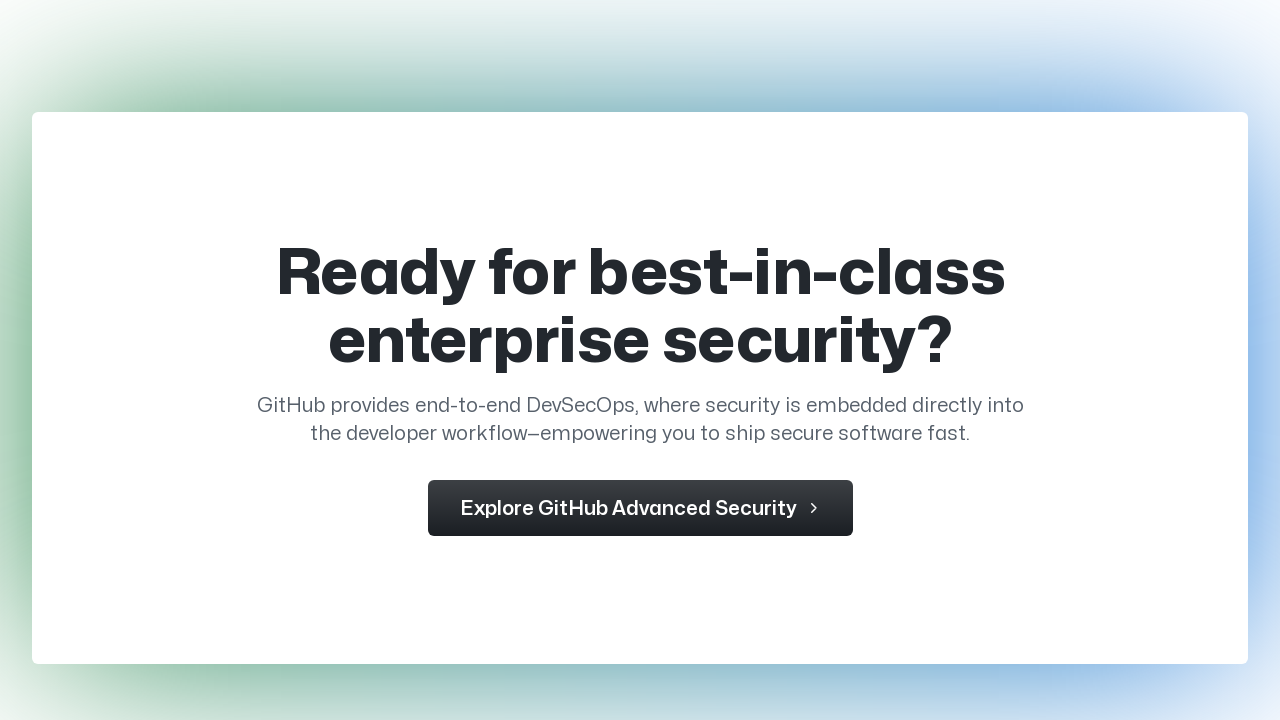 Ready for best-in-class
enterprise security?
GitHub provides end-to-end DevSecOps, where security is embedded directly into
the developer workflow—empowering you to ship secure software fast.
Explore GitHub Advanced Security